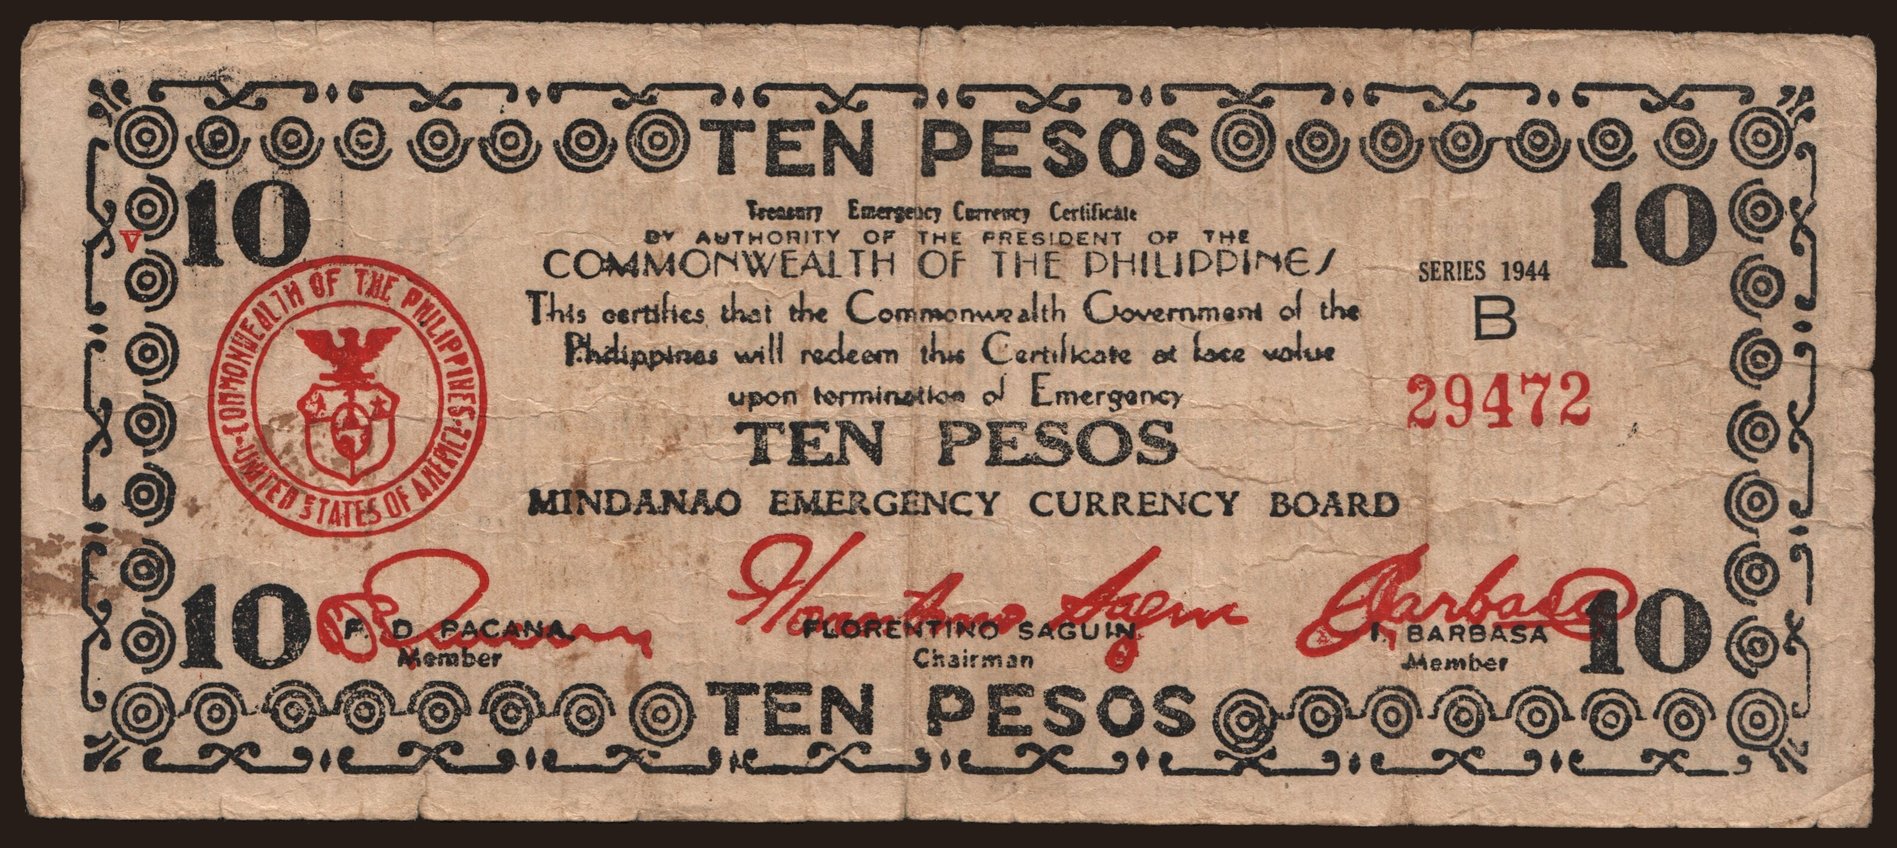 TEN PESOS
10
10
V
Treasury Emergency Currency Certificate
BY AUTHORITY OF THE PRESIDENT OF THE
COMMONWEALTH OF THE PHILIPPINES
SERIES 1944
B
This certifies that the Commonwealth Government of the
Philippines will redeem this Certificate at face value
upon termination of Emergency
29472
COMMONWEALTH OF THE PHILIPPINES
UNITED STATES OF AMERICA
TEN PESOS
MINDANAO EMERGENCY CURRENCY BOARD
Florentino Saguin
Barbasa
10
F. D. PACANA
Member
FLORENTINO SAGUIN
Chairman
I. BARBASA
Member
10
TEN PESOS